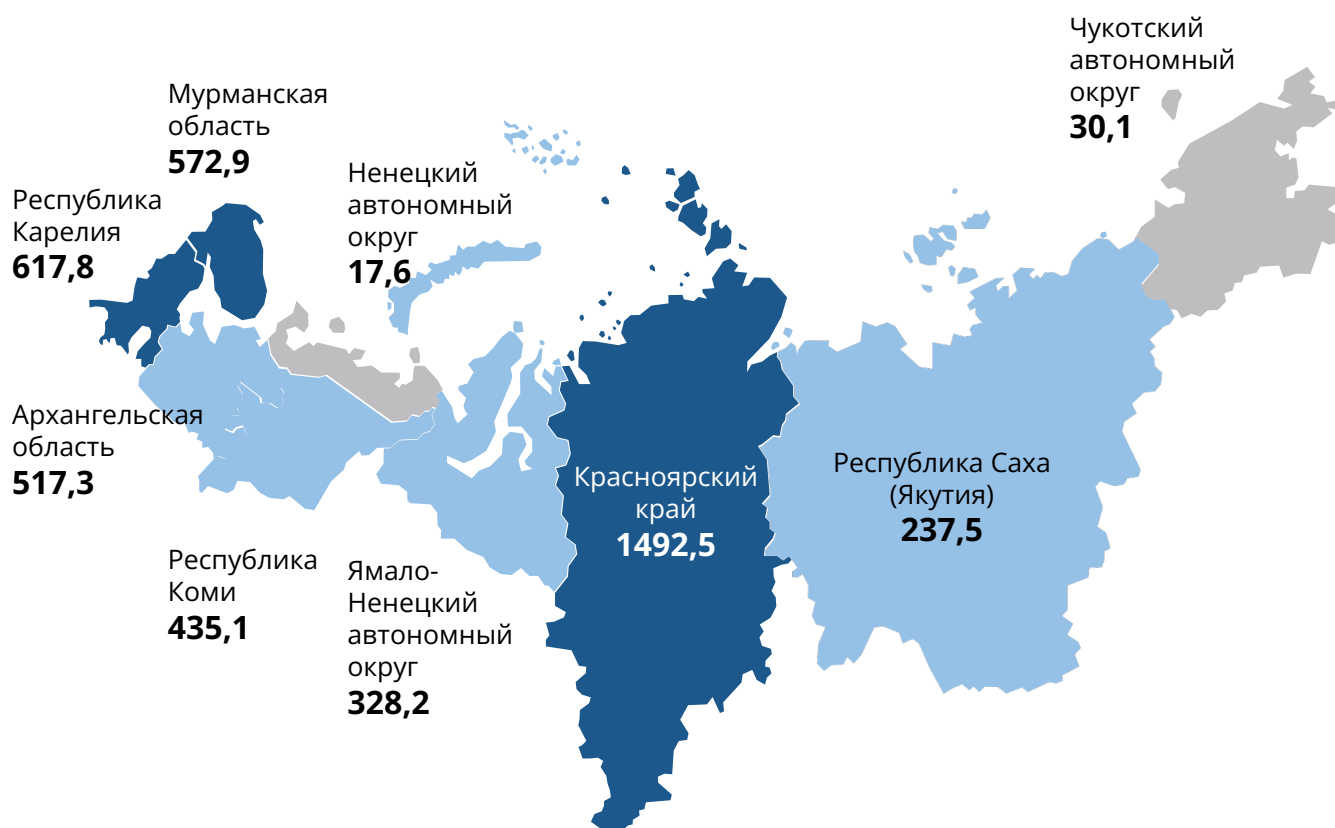 Чукотский
автономный
округ
30,1
Мурманская
область
572,9
Ненецкий
автономный
округ
17,6
Республика
Карелия
617,8
Архангельская
область
517,3
Республика Саха
(Якутия)
237,5
Красноярский
край
1492,5
Республика
Коми
435,1
Ямало-
Ненецкий
автономный
округ
328,2